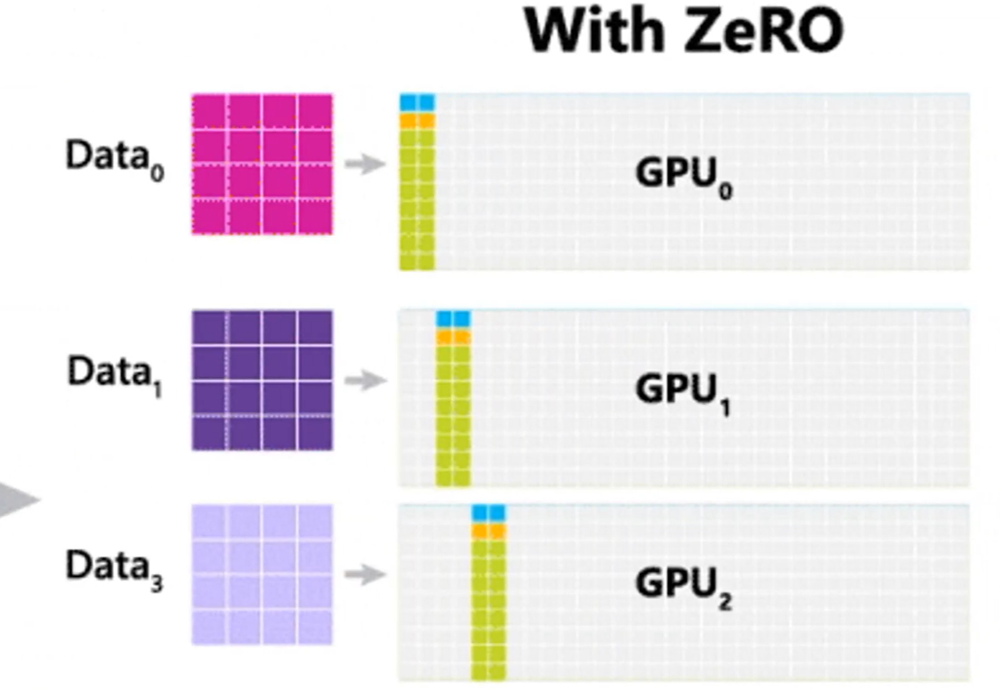 With ZeRO
Data₀
GPU₀
Data₁
GPU₁
Data₃
GPU₂